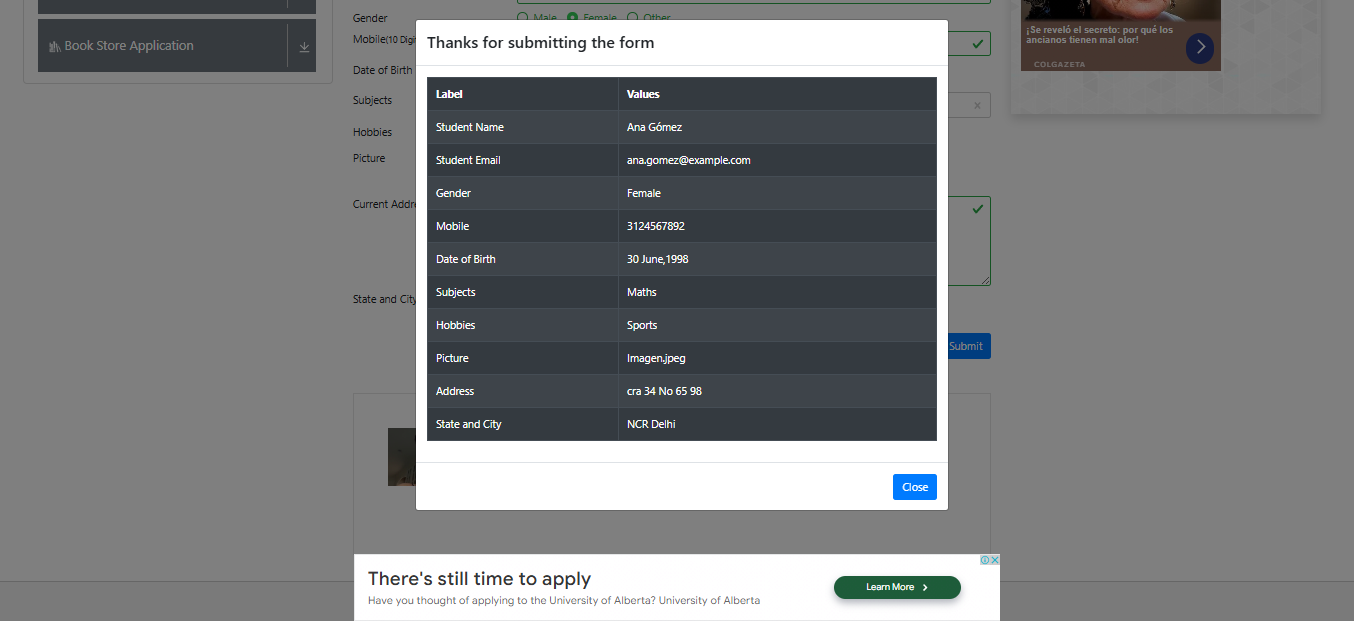 Book Store Application
Gender
Male Female Other
Mobile(10 Digi
Date of Birth
Subjects
Hobbies
Picture
Current Addre
State and City
Submit
Thanks for submitting the form
Label Values
Student Name Ana Gómez
Student Email ana.gomez@example.com
Gender Female
Mobile 3124567892
Date of Birth 30 June,1998
Subjects Maths
Hobbies Sports
Picture Imagen.jpeg
Address cra 34 No 65 98
State and City NCR Delhi
Close
¡Se reveló el secreto: por qué los
ancianos tienen mal olor!
COLGAZETA
There's still time to apply
Have you thought of applying to the University of Alberta? University of Alberta
Learn More